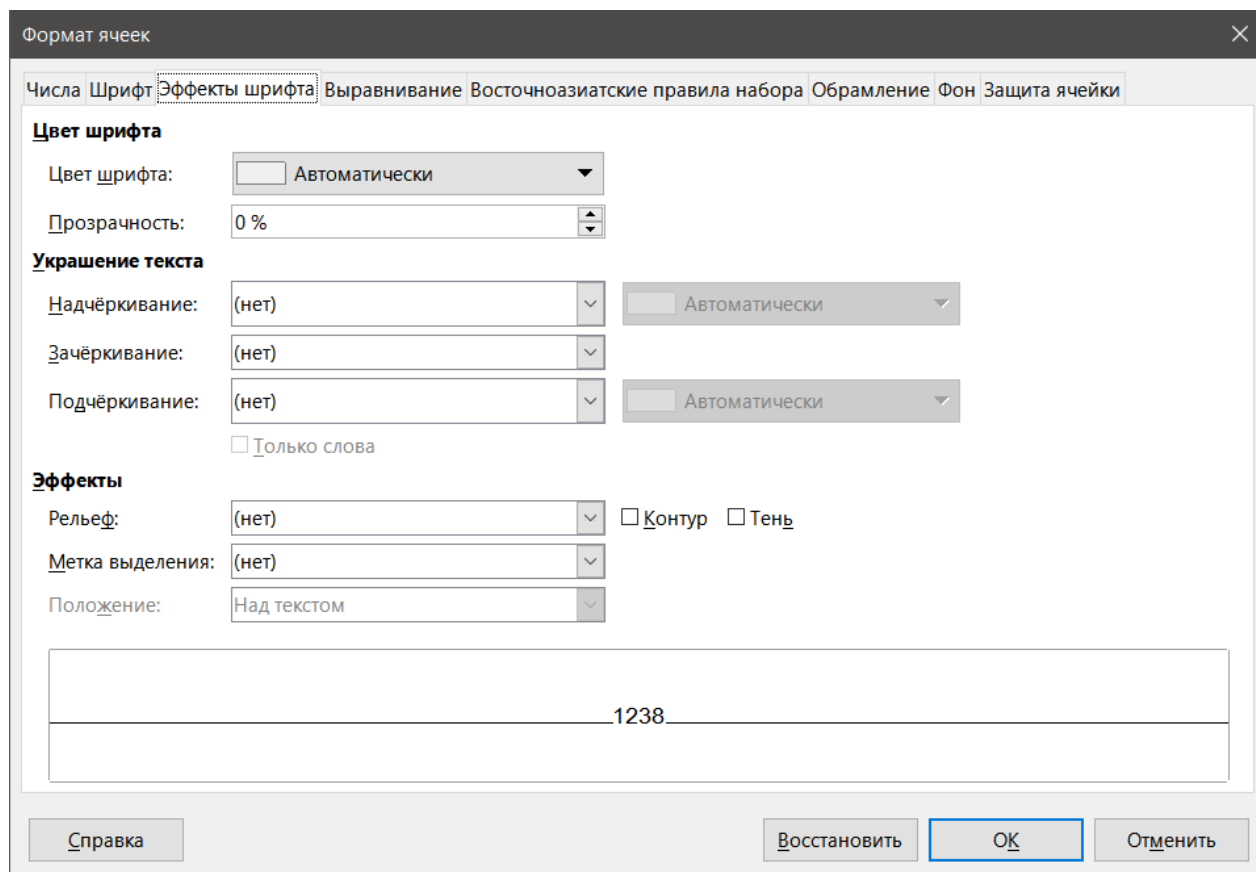 Формат ячеек
Числа Шрифт Эффекты шрифта Выравнивание Восточноазиатские правила набора Обрамление Фон Защита ячейки
Цвет шрифта
Цвет шрифта: Автоматически
Прозрачность: 0 %
Украшение текста
Надчёркивание: (нет) Автоматически
Зачёркивание: (нет)
Подчёркивание: (нет) Автоматически
Только слова
Эффекты
Рельеф: (нет) Контур Тень
Метка выделения: (нет)
Положение: Над текстом
1238
Справка Восстановить ОК Отменить